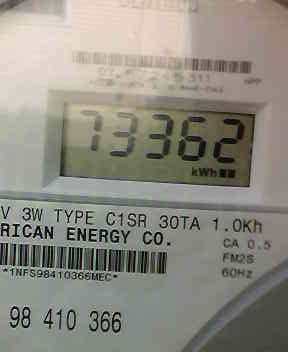 73362
kWh
V 3W TYPE C1SR 30TA 1.0Kh
RICAN ENERGY CO.
CA 0.5
FM2S
60Hz
*1NFS98410366MEC*
98 410 366